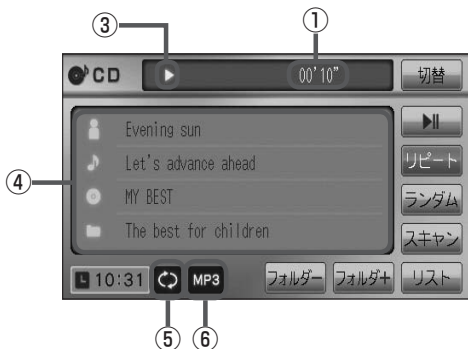 ③ ①
CD 00'10" 切替
④
Evening sun
Let's advance ahead
MY BEST
The best for children
▶II
リピート
ランダム
スキャン
10:31 MP3 フォルダー フォルダ+ リスト
⑤ ⑥